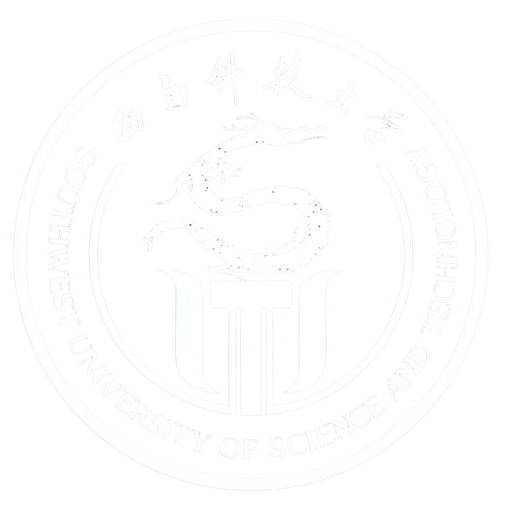 西南科技大学
SOUTHWEST UNIVERSITY OF SCIENCE AND TECHNOLOGY